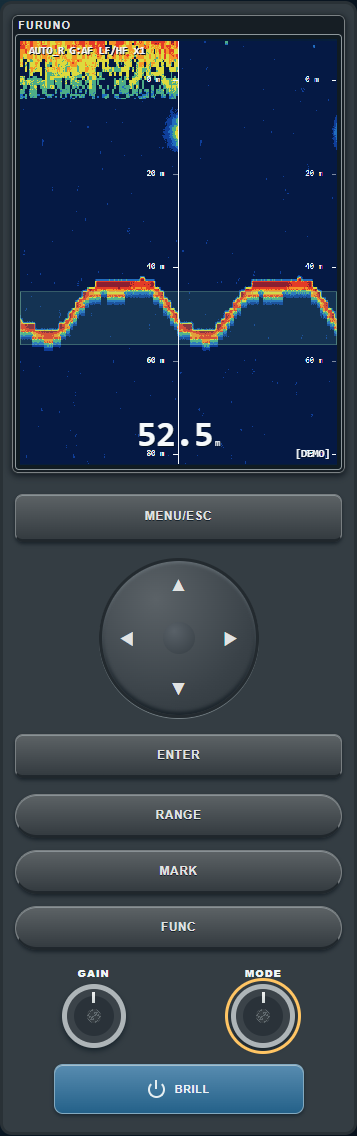 FURUNO
AUTO_R G:AF LF/HF X1
0 m 0 m
20 m 20 m
40 m 40 m
60 m 60 m
52.5m
80 m [DEMO]
MENU/ESC
ENTER
RANGE
MARK
FUNC
GAIN MODE
BRILL